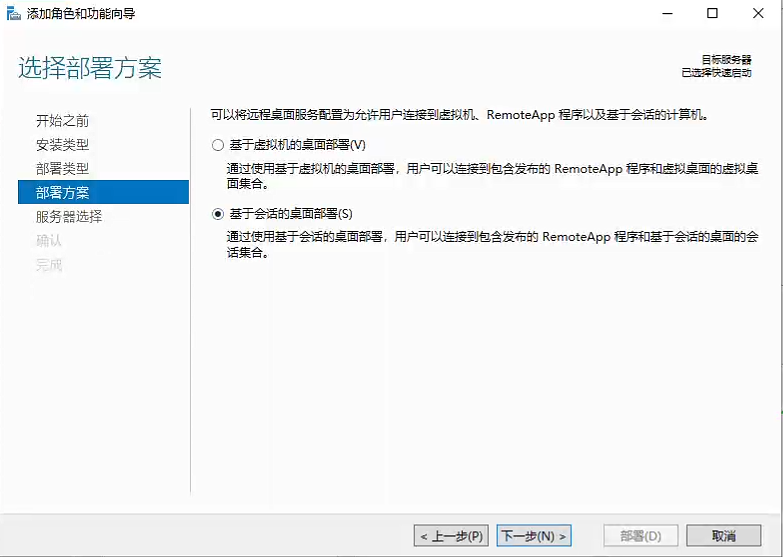 添加角色和功能向导
选择部署方案
目标服务器
已选择快速启动
开始之前
安装类型
部署类型
部署方案
服务器选择
确认
完成
可以将远程桌面服务配置为允许用户连接到虚拟机、RemoteApp 程序以及基于会话的计算机。
基于虚拟机的桌面部署(V)
通过使用基于虚拟机的桌面部署，用户可以连接到包含发布的 RemoteApp 程序和虚拟桌面的虚拟桌
面集合。
基于会话的桌面部署(S)
通过使用基于会话的桌面部署，用户可以连接到包含发布的 RemoteApp 程序和基于会话的桌面的会
话集合。
< 上一步(P)
下一步(N) >
部署(D)
取消